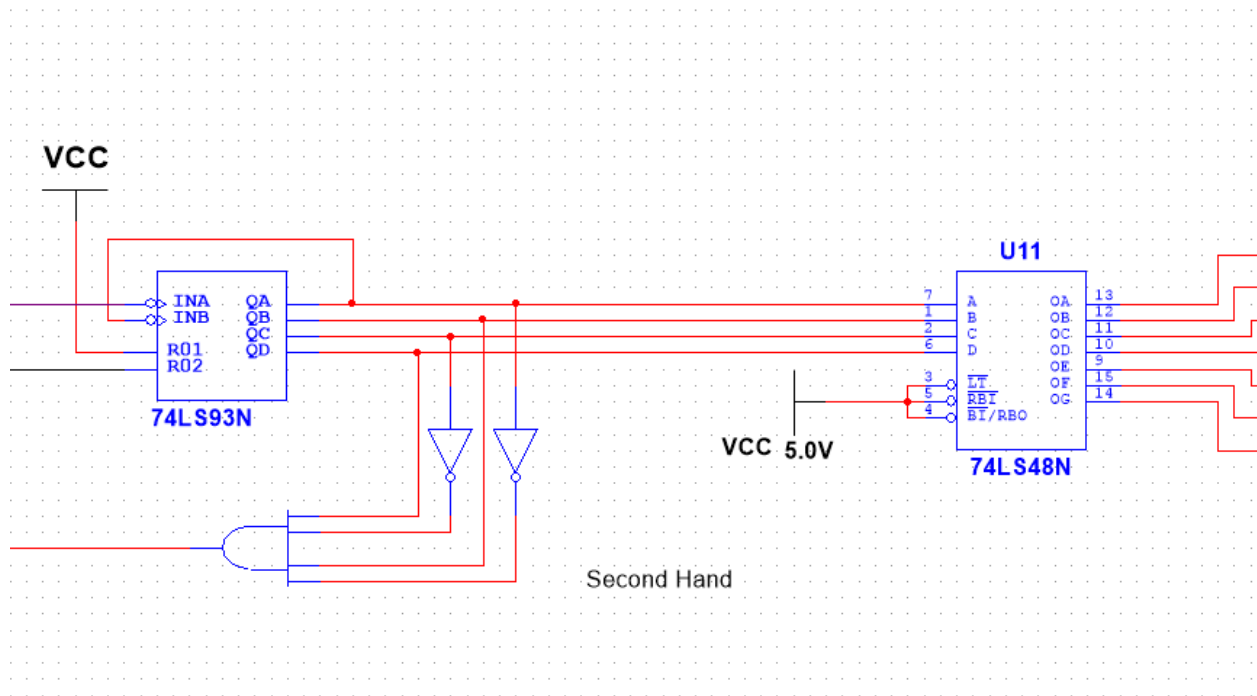 VCC
U11
INA QA
INB QB
QC
R01 QD
R02
74LS93N
7 A OA 13
1 B OB 12
2 C OC 11
6 D OD 10
OE 9
3 LT OF 15
5 RBI OG 14
4 BI/RBO
VCC 5.0V
74LS48N
Second Hand